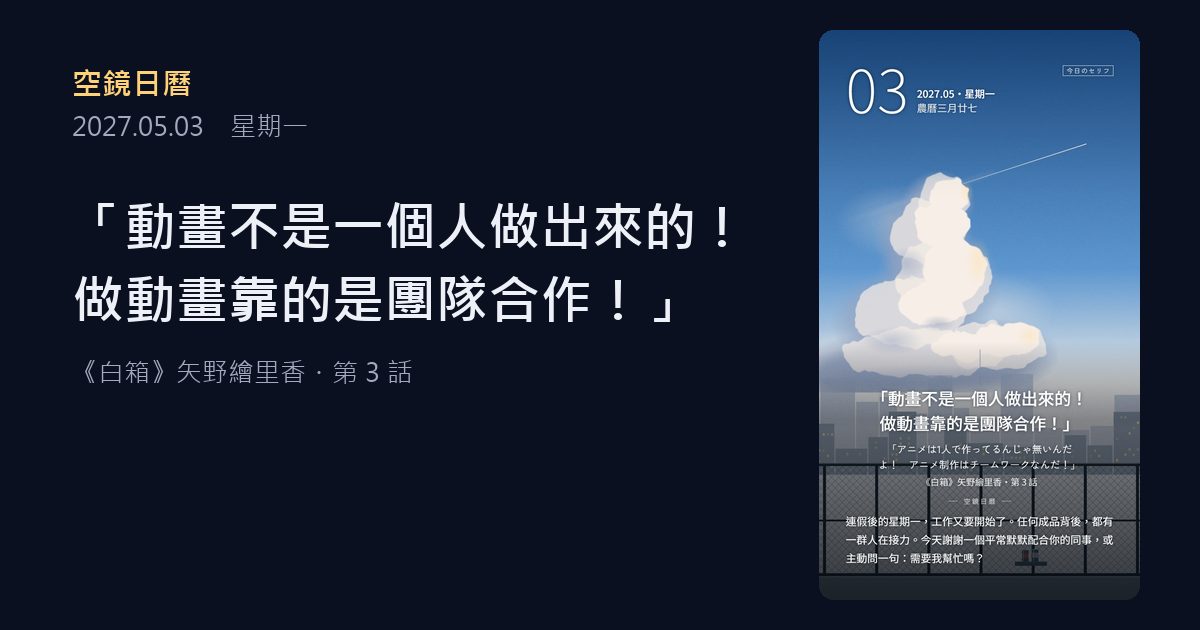 空鏡日曆
2027.05.03 星期一
「動畫不是一個人做出來的！
做動畫靠的是團隊合作！」
《白箱》矢野繪里香・第 3 話
03
2027.05・星期一
農曆三月廿七
今日のセリフ
「動畫不是一個人做出來的！
做動畫靠的是團隊合作！」
「アニメは1人で作ってるんじゃ無いんだ
よ！　アニメ制作はチームワークなんだ！」
《白箱》矢野繪里香・第 3 話
— 空鏡日曆 —
連假後的星期一，工作又要開始了。任何成品背後，都有
一群人在接力。今天謝謝一個平常默默配合你的同事，或
主動問一句：需要我幫忙嗎？